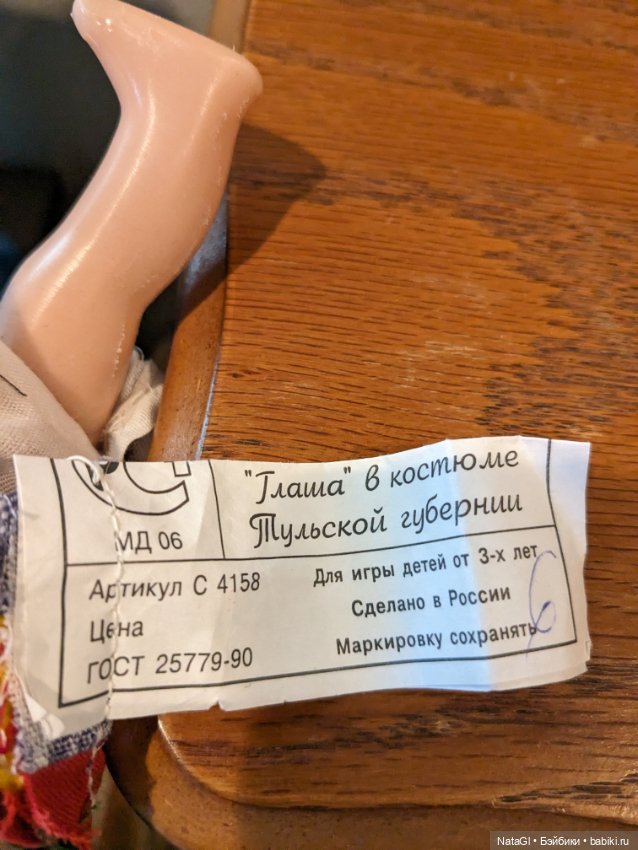 "Глаша" в костюме
Тульской губернии
МД 06
Артикул С 4158
Цена
ГОСТ 25779-90
Для игры детей от 3-х лет
Сделано в России
Маркировку сохранять
6
NataGI • Бэйбики • babiki.ru